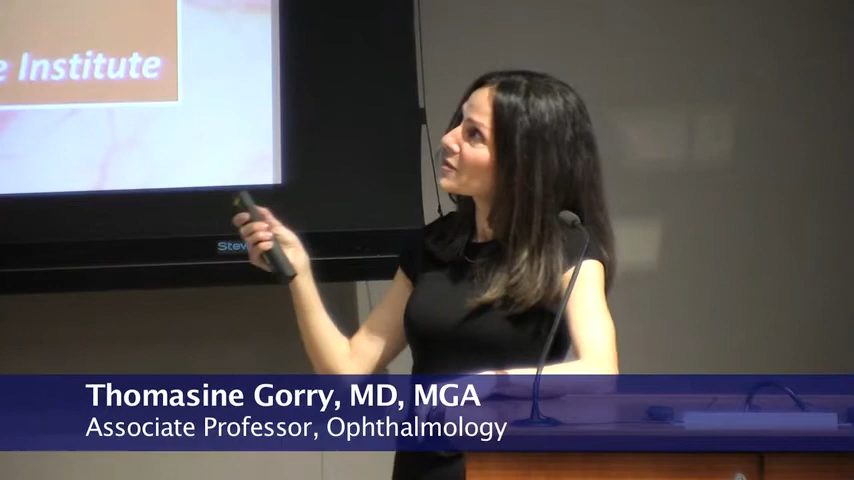 e Institute
Thomasine Gorry, MD, MGA
Associate Professor, Ophthalmology